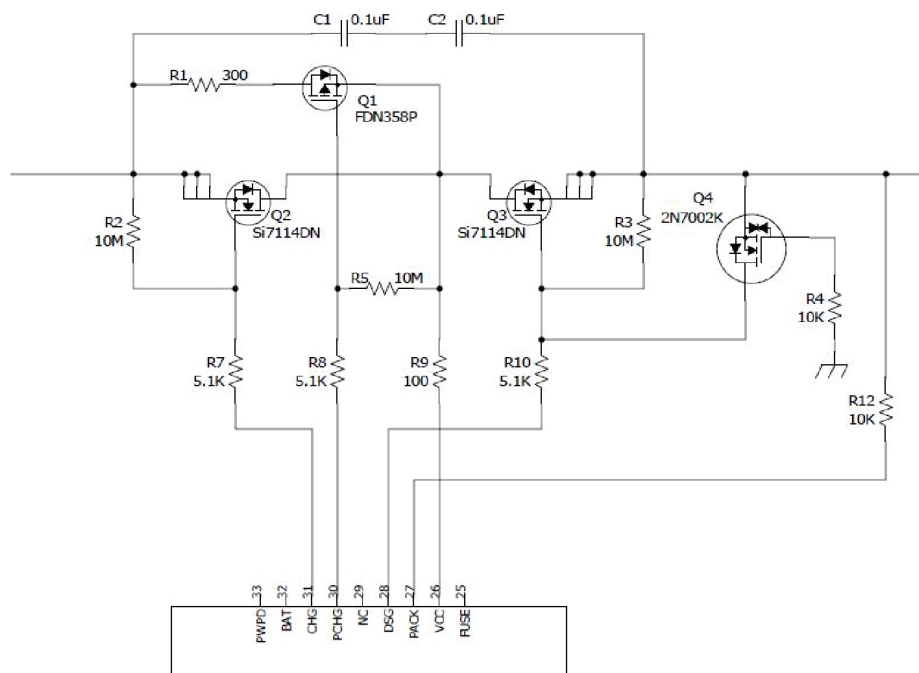 C1 0.1uF C2 0.1uF
R1 300
Q1
FDN358P
Q2
Si7114DN
Q3
Si7114DN
Q4
2N7002K
R2
10M
R3
10M
R5 10M
R4
10K
R7
5.1K
R8
5.1K
R9
100
R10
5.1K
R12
10K
33 32 31 30 29 28 27 26 25
PWPD BAT CHG PCHG NC DSG PACK VCC FUSE